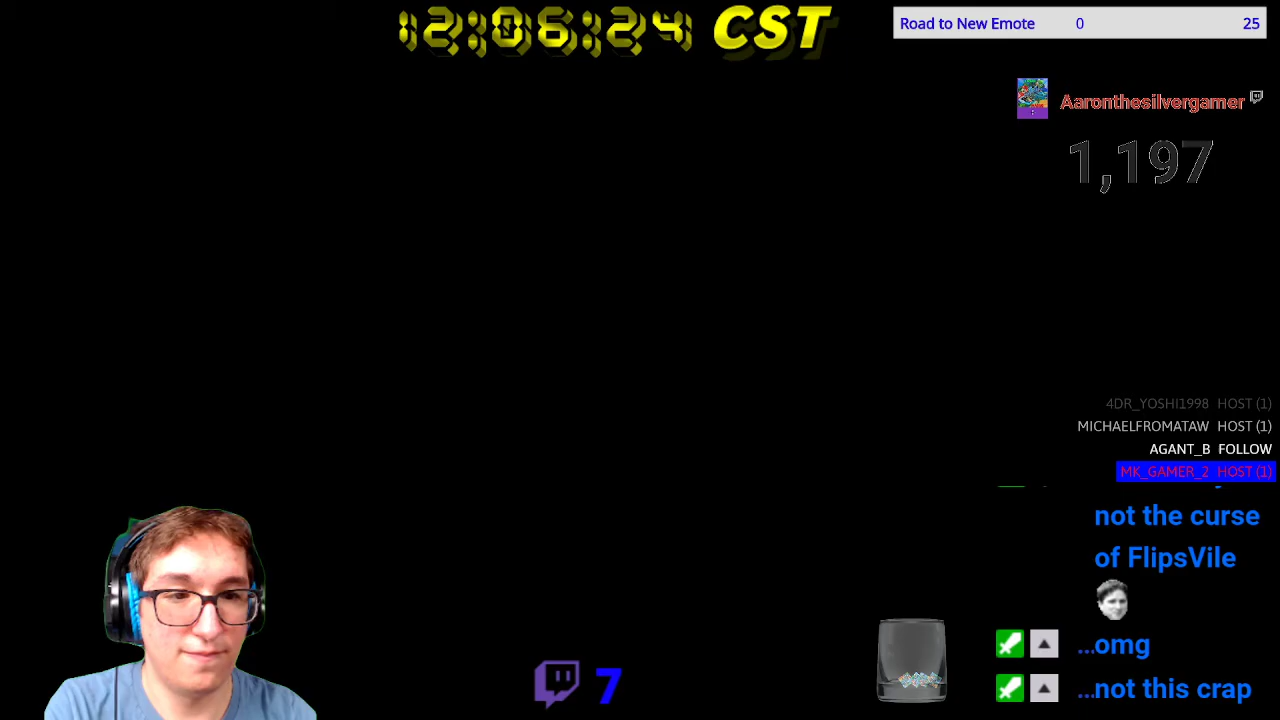 12:06:24 CST
Road to New Emote 0 25
Aaronthesilvergamer
1,197
4DR_YOSHI1998 HOST (1)
MICHAELFROMATAW HOST (1)
AGANT_B FOLLOW
MK_GAMER_2 HOST (1)
not the curse
of FlipsVile
...omg
...not this crap
7